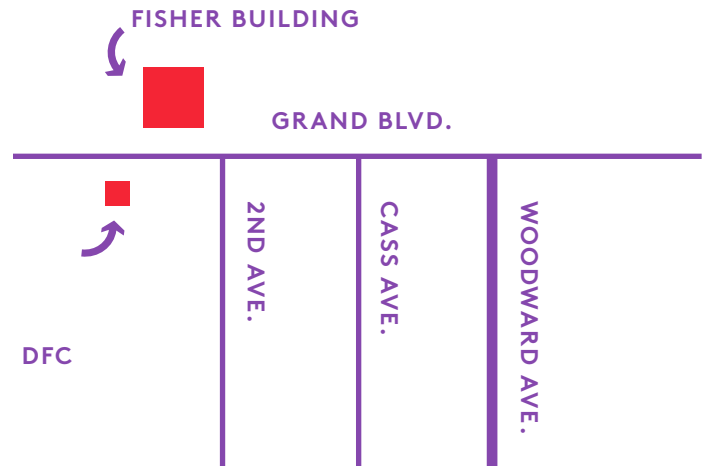 FISHER BUILDING
GRAND BLVD.
2ND AVE.
CASS AVE.
WOODWARD AVE.
DFC